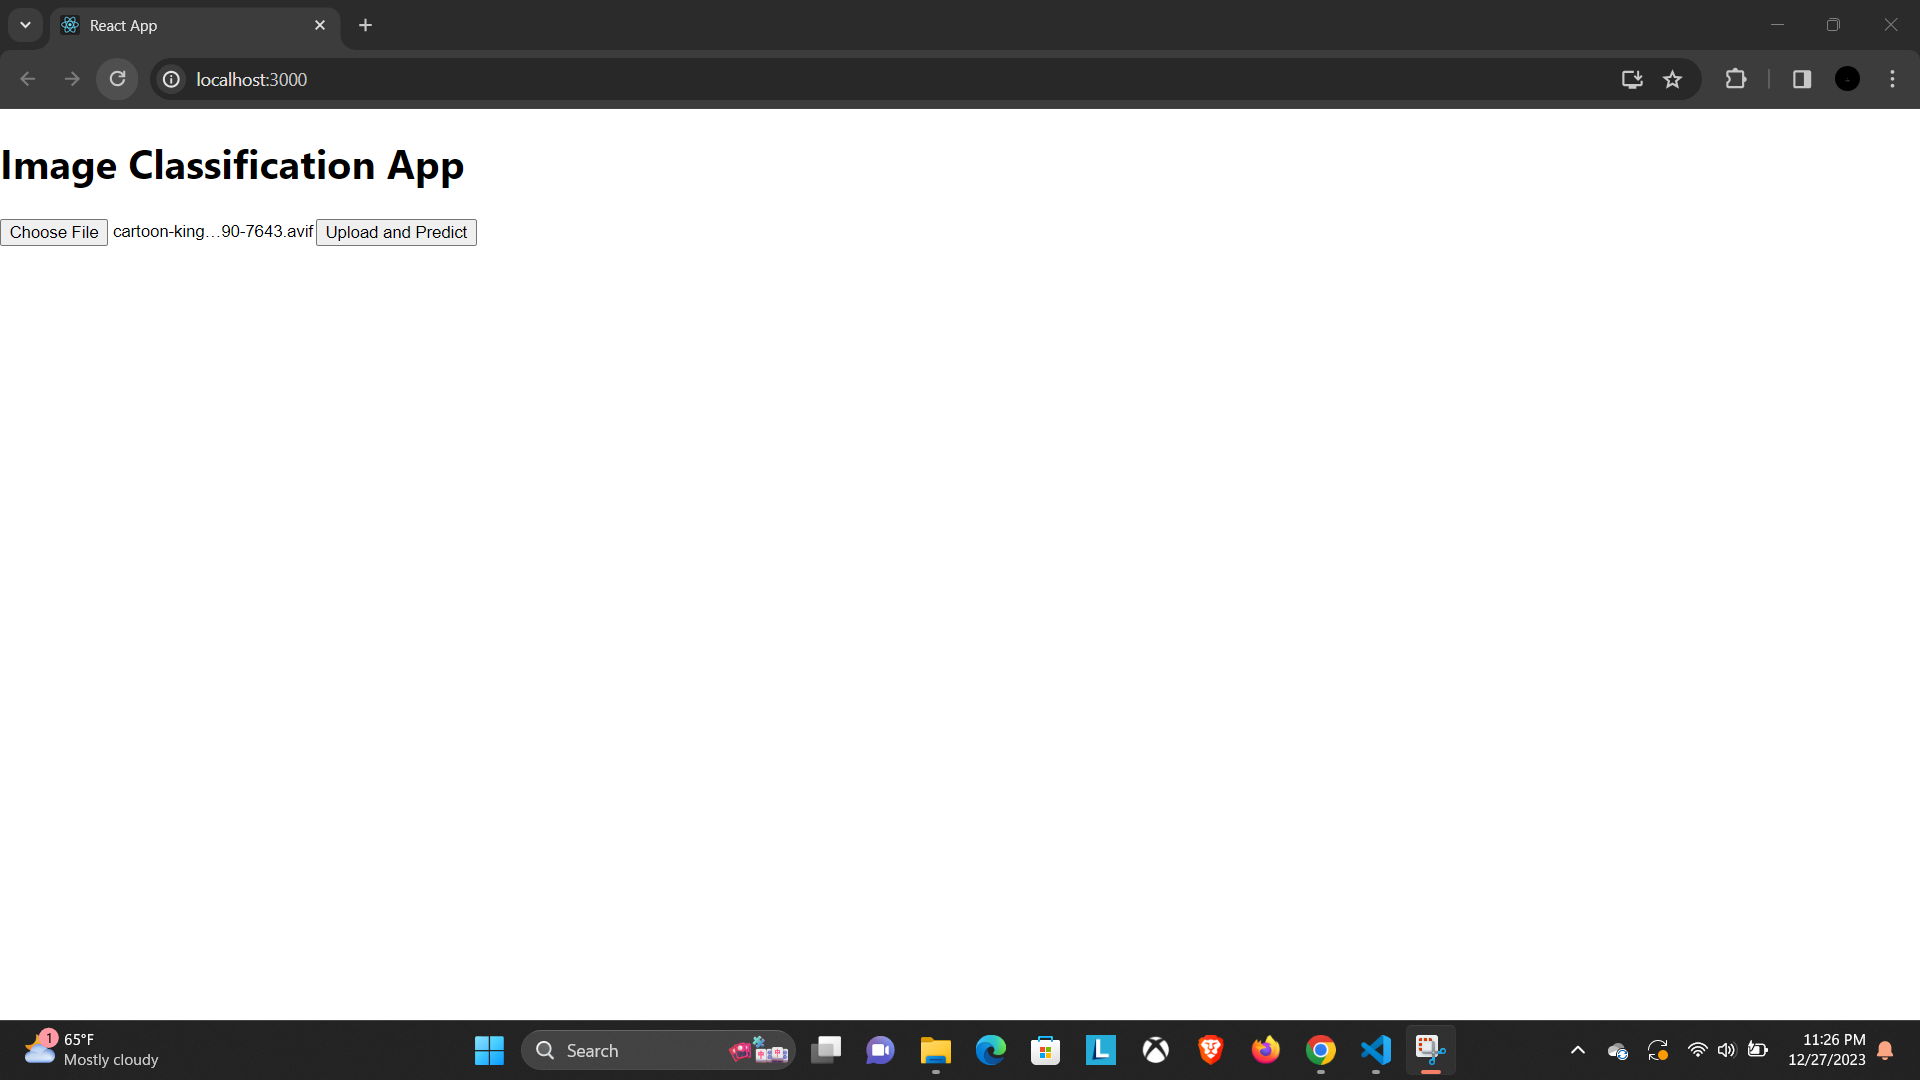 React App
localhost:3000
Image Classification App
Choose File cartoon-king…90-7643.avif Upload and Predict
1
65°F
Mostly cloudy
Search
L
11:26 PM
12/27/2023